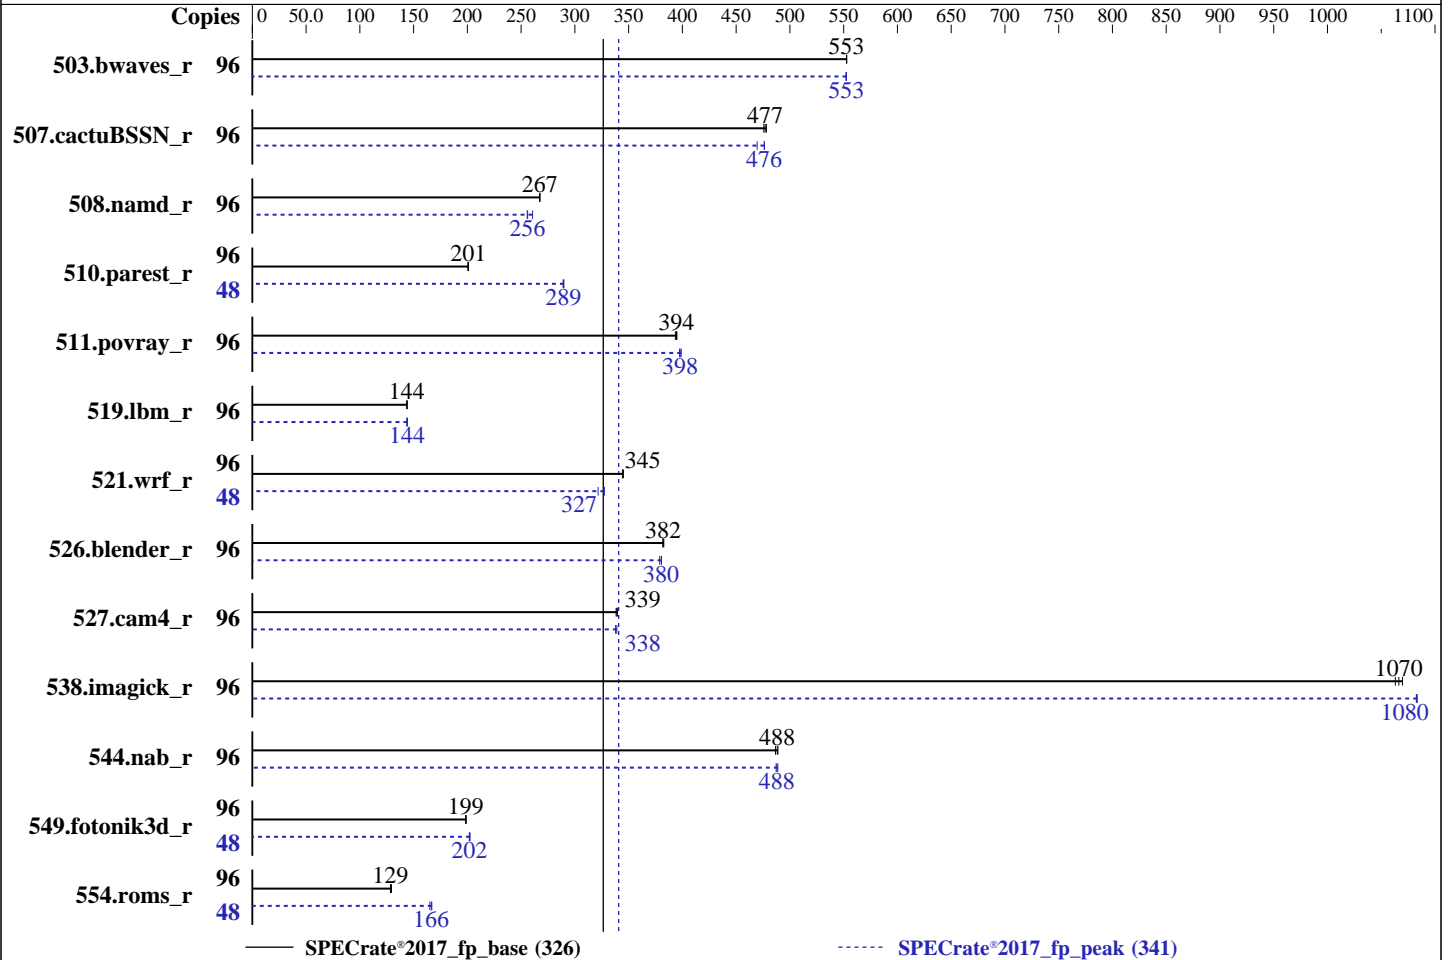 Copies 0 50.0 100 150 200 250 300 350 400 450 500 550 600 650 700 750 800 850 900 950 1000 1100
503.bwaves_r 96 553
553
507.cactuBSSN_r 96 477
476
508.namd_r 96 267
256
510.parest_r 96 201
48 289
511.povray_r 96 394
398
519.lbm_r 96 144
144
521.wrf_r 96 345
48 327
526.blender_r 96 382
380
527.cam4_r 96 339
338
538.imagick_r 96 1070
1080
544.nab_r 96 488
488
549.fotonik3d_r 96 199
48 202
554.roms_r 96 129
48 166
SPECrate®2017_fp_base (326) SPECrate®2017_fp_peak (341)